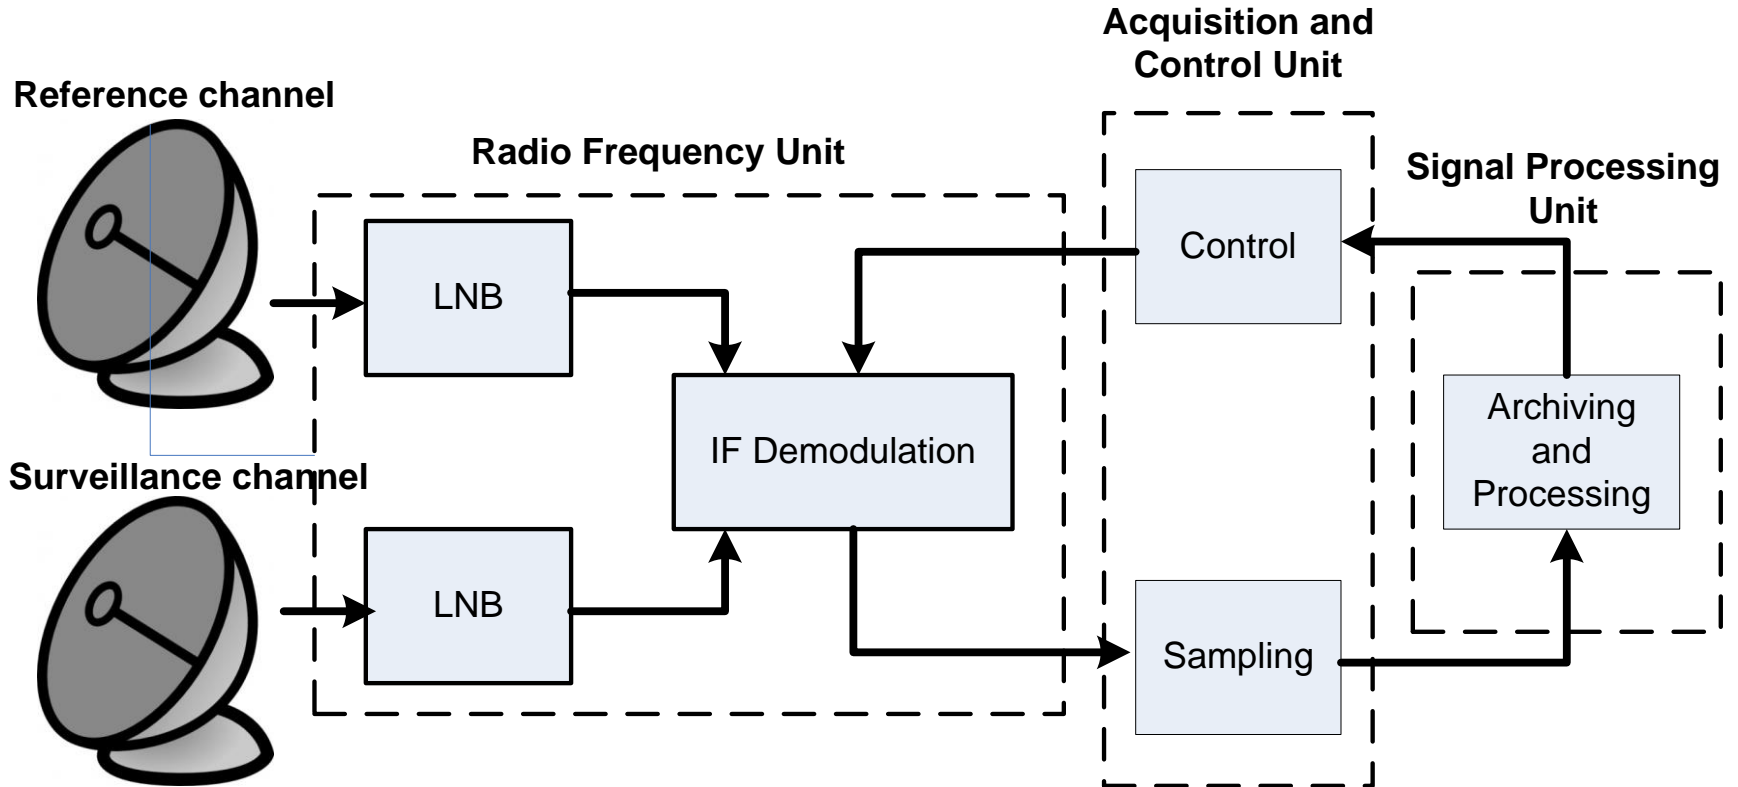 Acquisition and
Control Unit
Reference channel
Radio Frequency Unit
Signal Processing
Unit
Control
LNB
Archiving
and
Processing
IF Demodulation
Surveillance channel
LNB
Sampling